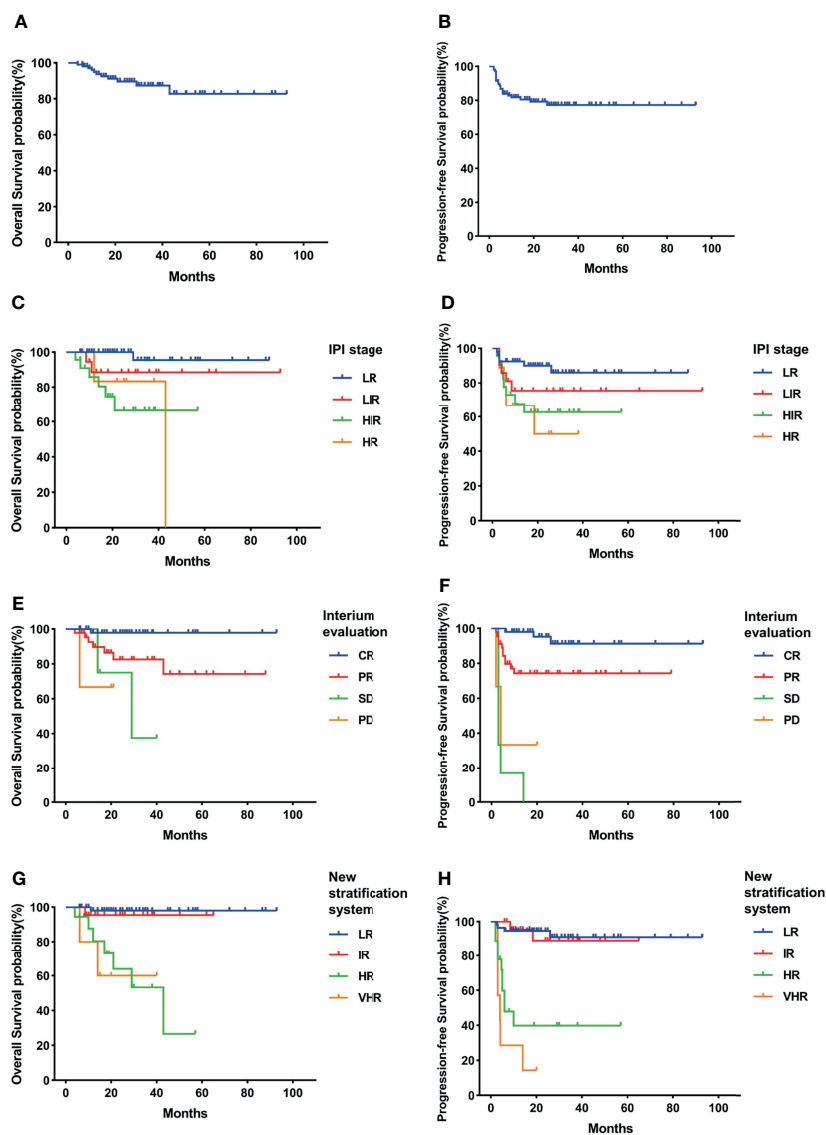 A
Overall Survival probability(%)
100
80
60
40
20
0
0 20 40 60 80 100
Months
B
Progression-free Survival probability(%)
100
80
60
40
20
0
0 20 40 60 80 100
Months
C
Overall Survival probability(%)
100
80
60
40
20
0
0 20 40 60 80 100
Months
IPI stage
LR
LIR
HIR
HR
D
Progression-free Survival probability(%)
100
80
60
40
20
0
0 20 40 60 80 100
Months
IPI stage
LR
LIR
HIR
HR
E
Overall Survival probability(%)
100
80
60
40
20
0
0 20 40 60 80 100
Months
Interium
evaluation
CR
PR
SD
PD
F
Progression-free Survival probability(%)
100
80
60
40
20
0
0 20 40 60 80 100
Months
Interium
evaluation
CR
PR
SD
PD
G
Overall Survival probability(%)
100
80
60
40
20
0
0 20 40 60 80 100
Months
New
stratification
system
LR
IR
HR
VHR
H
Progression-free Survival probability(%)
100
80
60
40
20
0
0 20 40 60 80 100
Months
New
stratification
system
LR
IR
HR
VHR